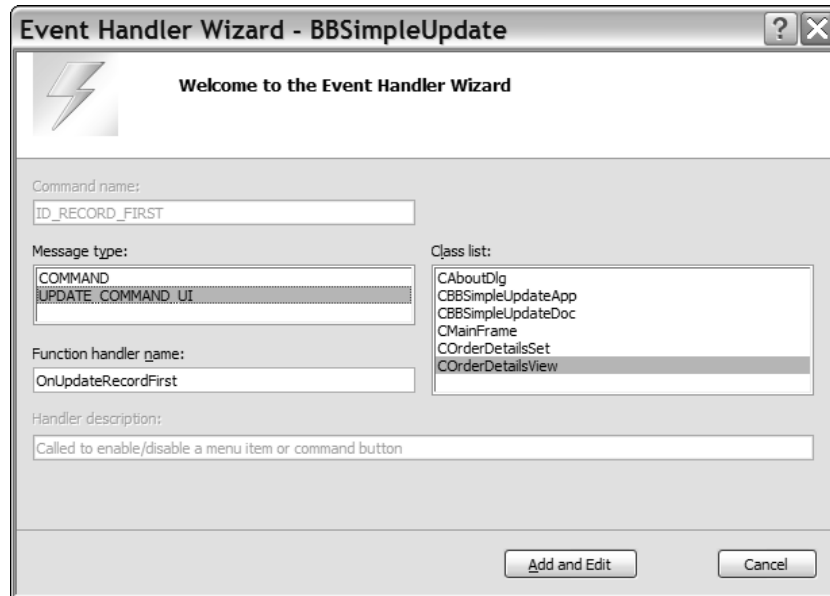 Event Handler Wizard - BBSimpleUpdate
Welcome to the Event Handler Wizard
Command name:
ID_RECORD_FIRST
Message type:
COMMAND
UPDATE_COMMAND_UI
Class list:
CAboutDlg
CBBSimpleUpdateApp
CBBSimpleUpdateDoc
CMainFrame
COrderDetailsSet
COrderDetailsView
Function handler name:
OnUpdateRecordFirst
Handler description:
Called to enable/disable a menu item or command button
Add and Edit
Cancel